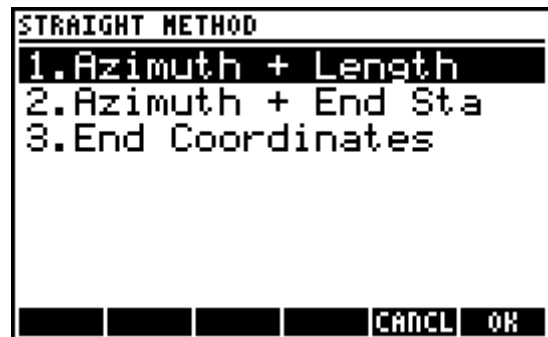 STRAIGHT METHOD
1.Azimuth + Length
2.Azimuth + End Sta
3.End Coordinates
CANCL OK